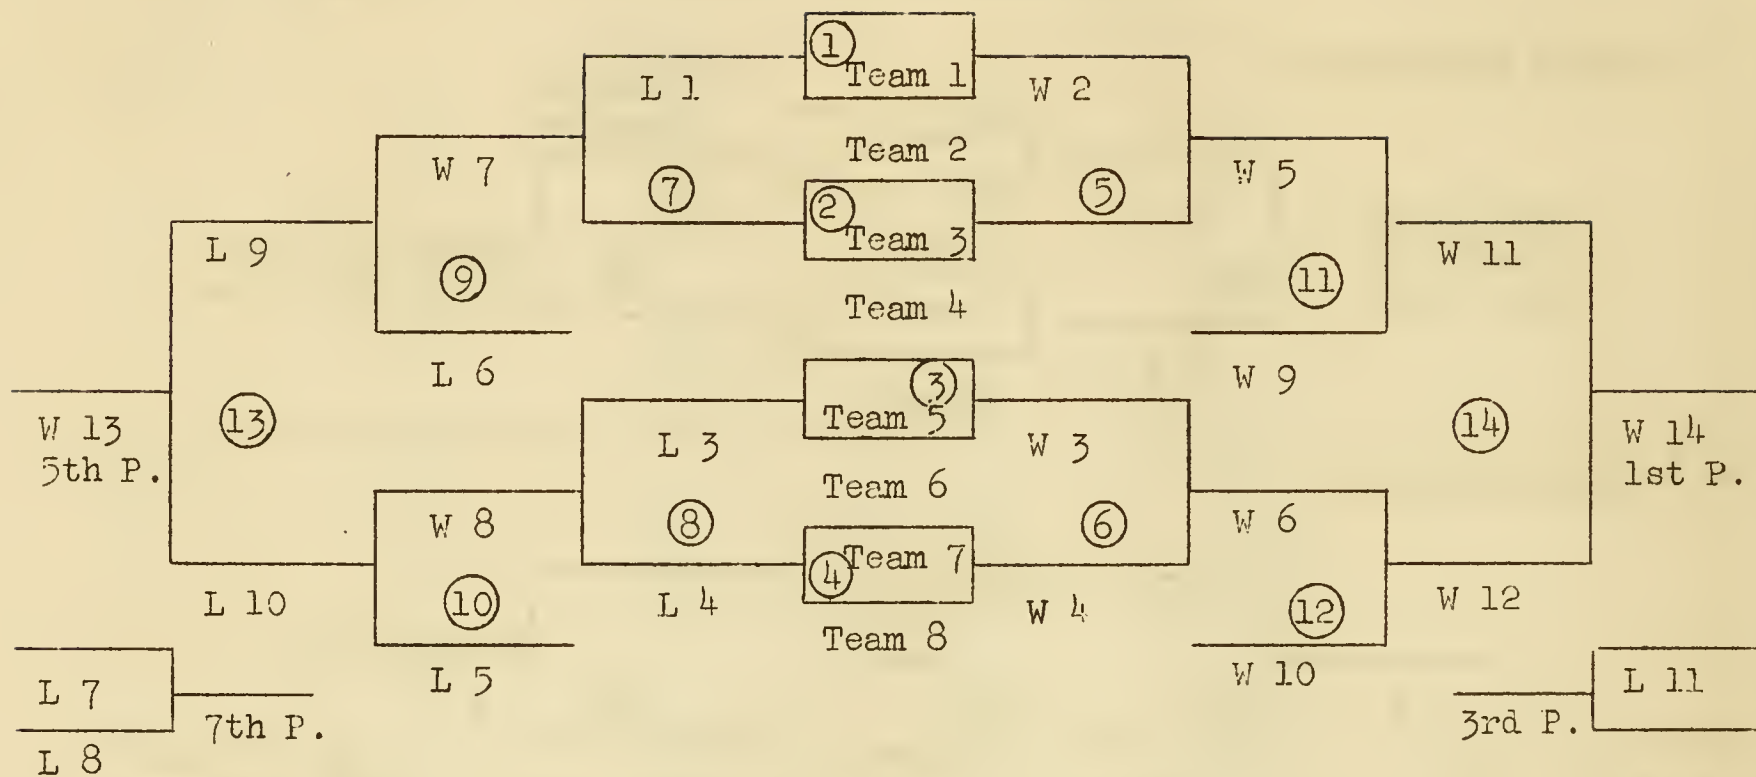 1
Team 1
L 1
W 2
Team 2
W 7
7
2
5
W 5
Team 3
L 9
9
11
W 11
Team 4
L 6
3
W 9
Team 5
W 13
13
L 3
W 3
14
W 14
5th P.
Team 6
1st P.
W 8
8
6
W 6
Team 7
4
L 10
10
L 4
W 4
12
W 12
Team 8
L 7
L 5
W 10
L 11
7th P.
3rd P.
L 8